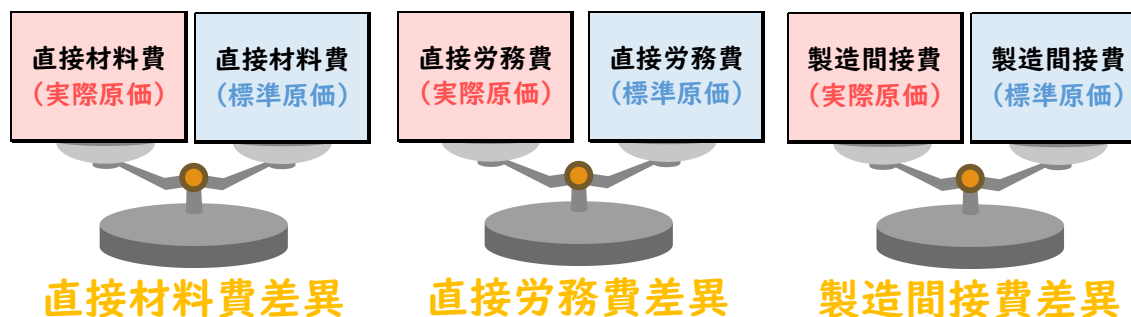 直接材料費
（実際原価）
直接材料費
（標準原価）
直接材料費差異
直接労務費
（実際原価）
直接労務費
（標準原価）
直接労務費差異
製造間接費
（実際原価）
製造間接費
（標準原価）
製造間接費差異